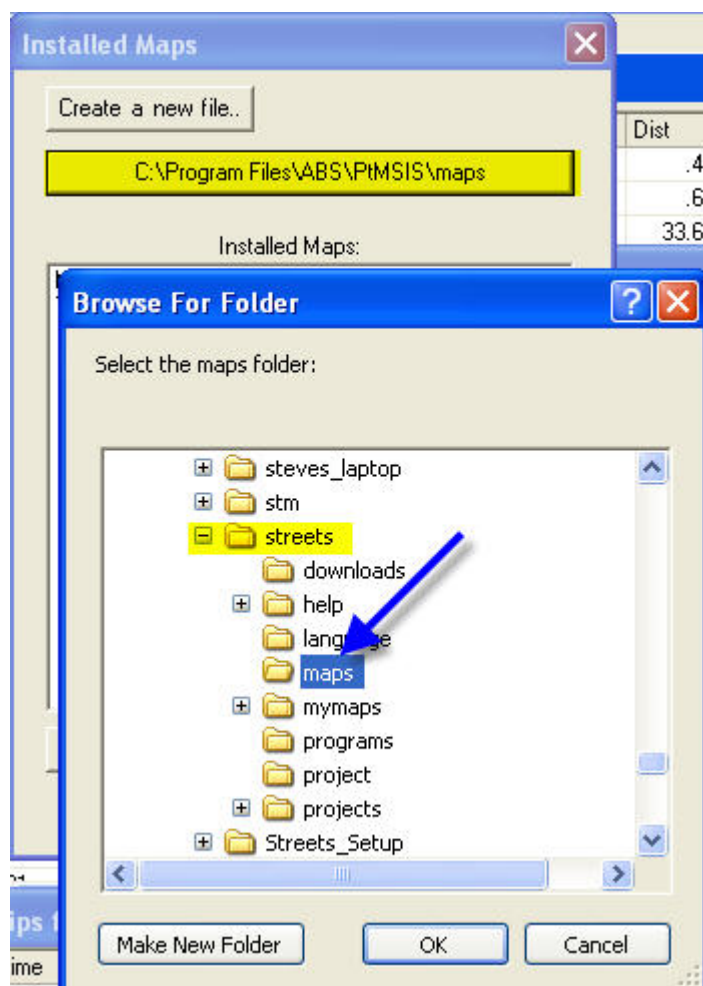 Installed Maps
Create a new file..
Dist
C:\Program Files\ABS\PtMSIS\maps
.4
.6
33.6
Installed Maps:
Browse For Folder
Select the maps folder:
steves_laptop
stm
streets
downloads
help
maps
mymaps
programs
project
projects
Streets_Setup
Make New Folder
OK
Cancel